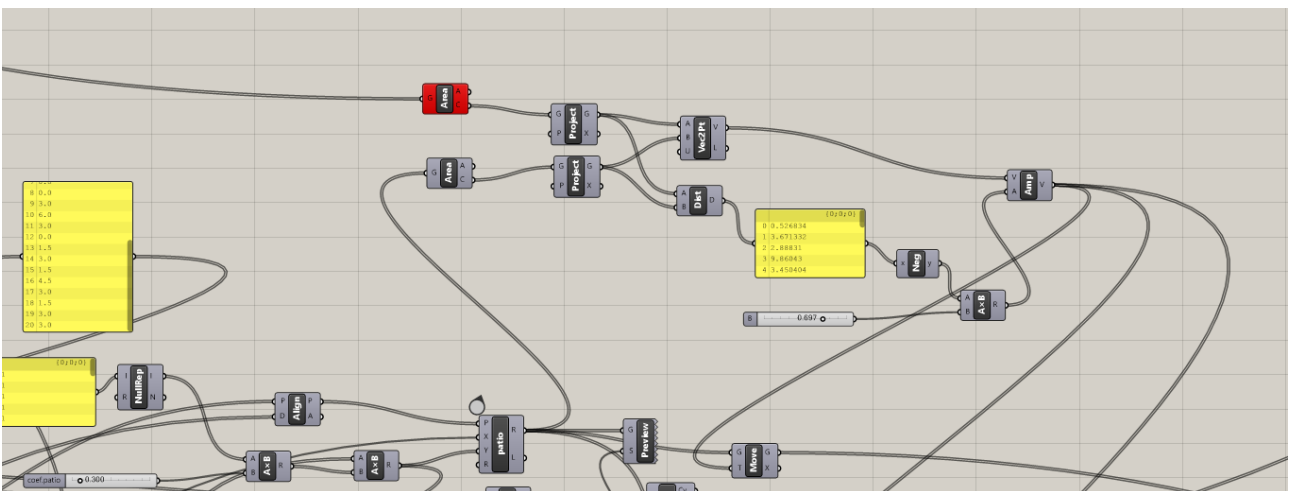 G Area A C
G P Project G X
A B U Vec2Pt V L
G Area A C
G P Project G X
A B Dist D
V A Amp V
8 0.0
9 3.0
10 6.0
11 3.0
12 0.0
13 1.5
14 3.0
15 1.5
16 4.5
17 3.0
18 1.5
19 3.0
20 3.0
{0;0;0}
0 0.526834
1 3.671332
2 2.88831
3 9.06043
4 3.450404
x Neg y
A B A×B R
B 0.697
{0;0;0}
I R NullRep I N
P D Align P A
P X Y R patio R L
G S Preview
G T Move G X
A B A×B R
A B A×B R
coef.patio 0.300